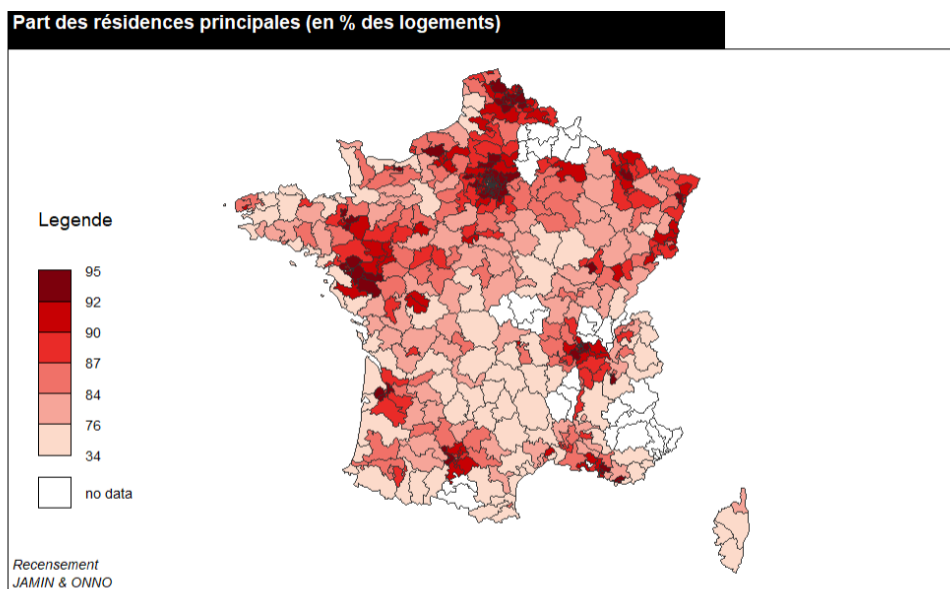 Part des résidences principales (en % des logements)
Legende
95
92
90
87
84
76
34
no data
Recensement
JAMIN & ONNO